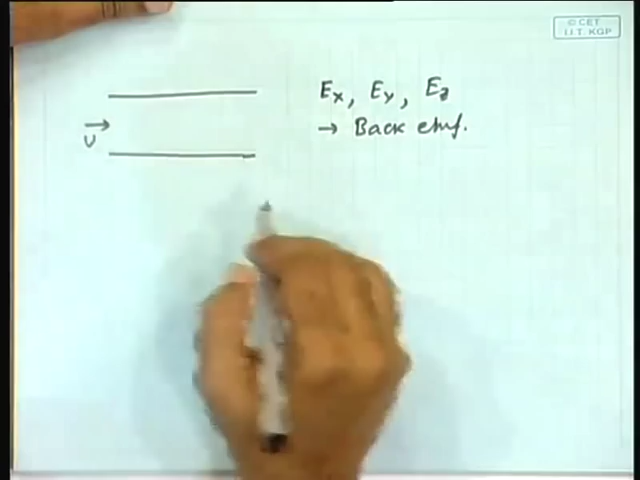 © CET
I.I.T. KGP
Ex, Ey, Ez
→ Back emf.
→
v